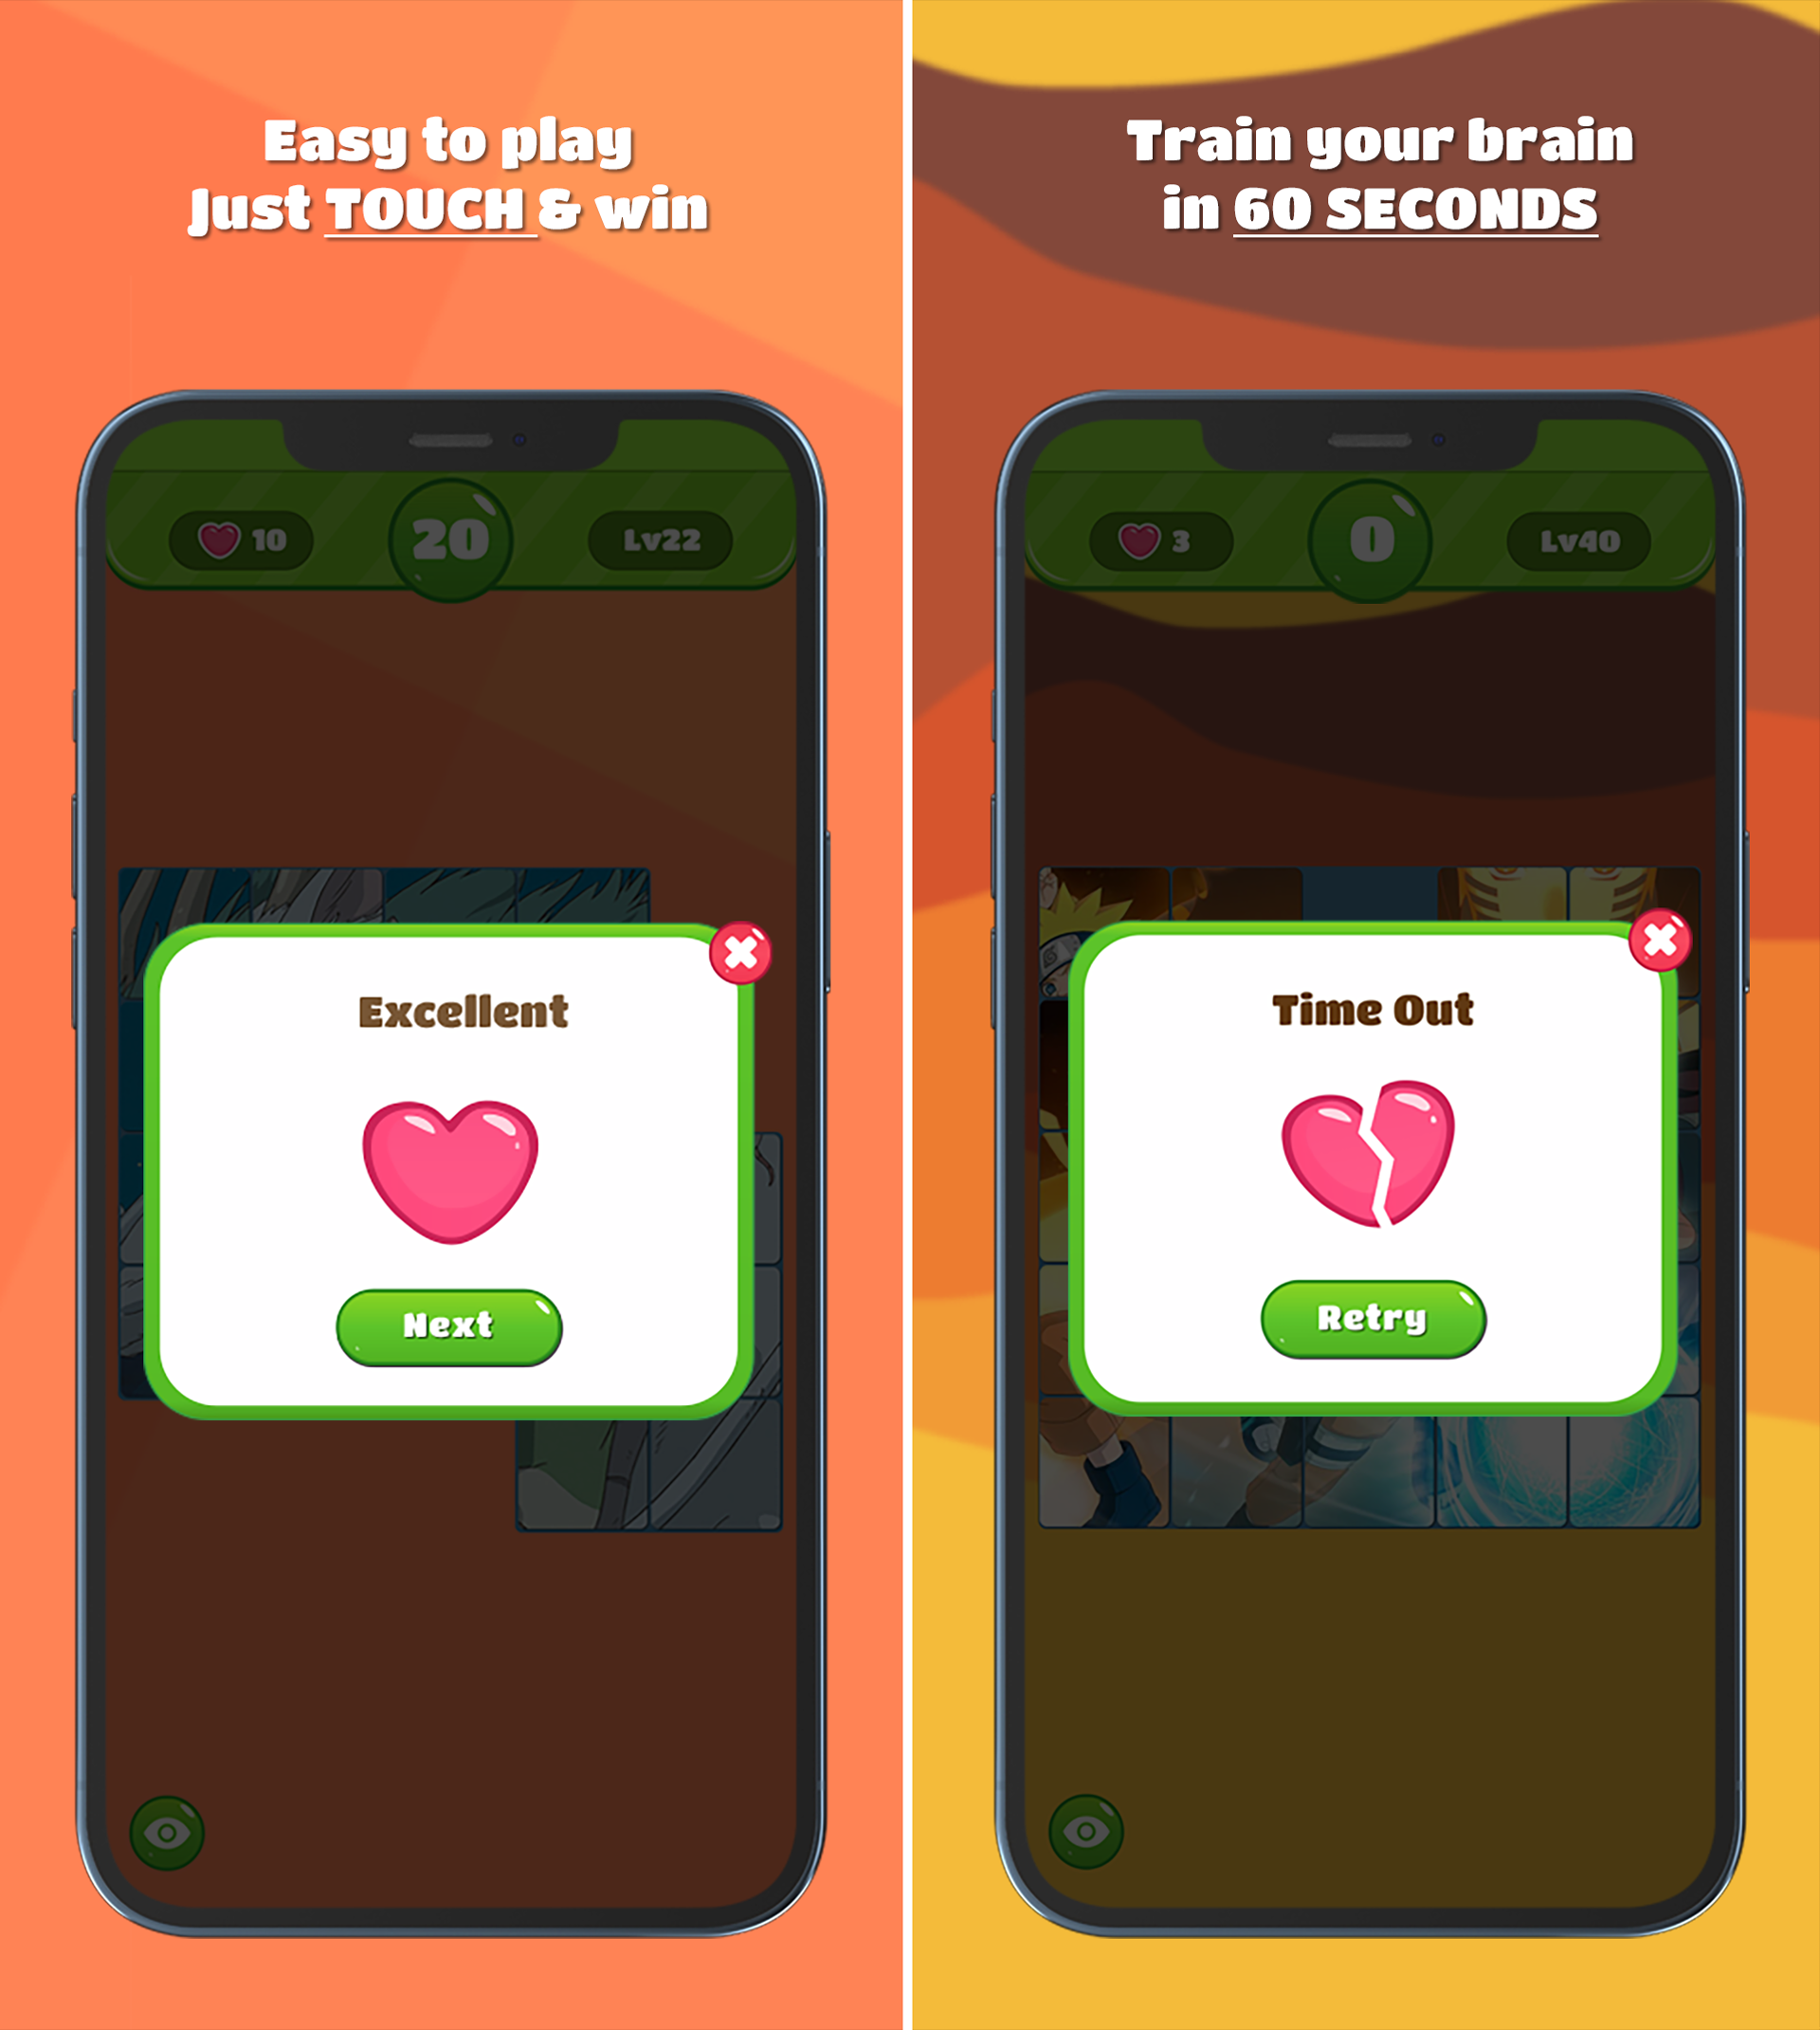 Easy to play
Just TOUCH & win
10
20
Lv22
Excellent
Next
Train your brain
in 60 SECONDS
3
0
Lv40
Time Out
Retry